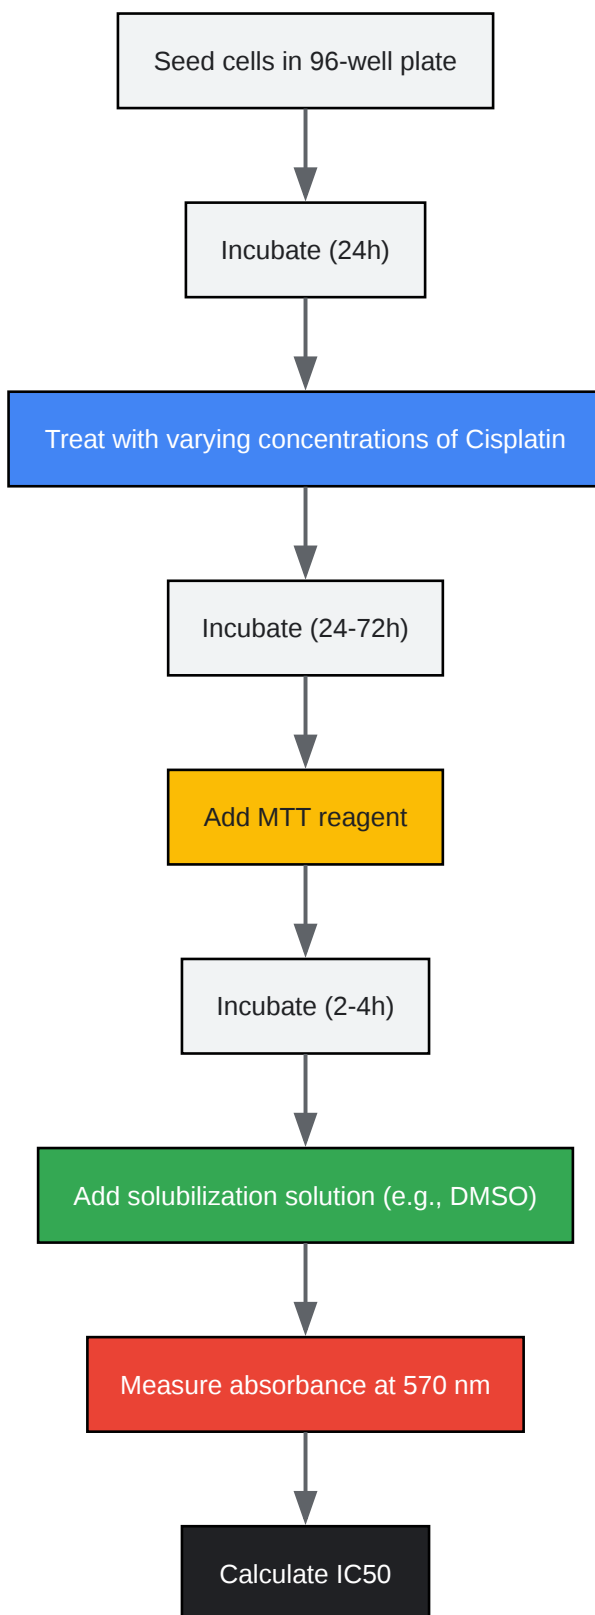 Seed cells in 96-well plate
Incubate (24h)
Treat with varying concentrations of Cisplatin
Incubate (24-72h)
Add MTT reagent
Incubate (2-4h)
Add solubilization solution (e.g., DMSO)
Measure absorbance at 570 nm
Calculate IC50